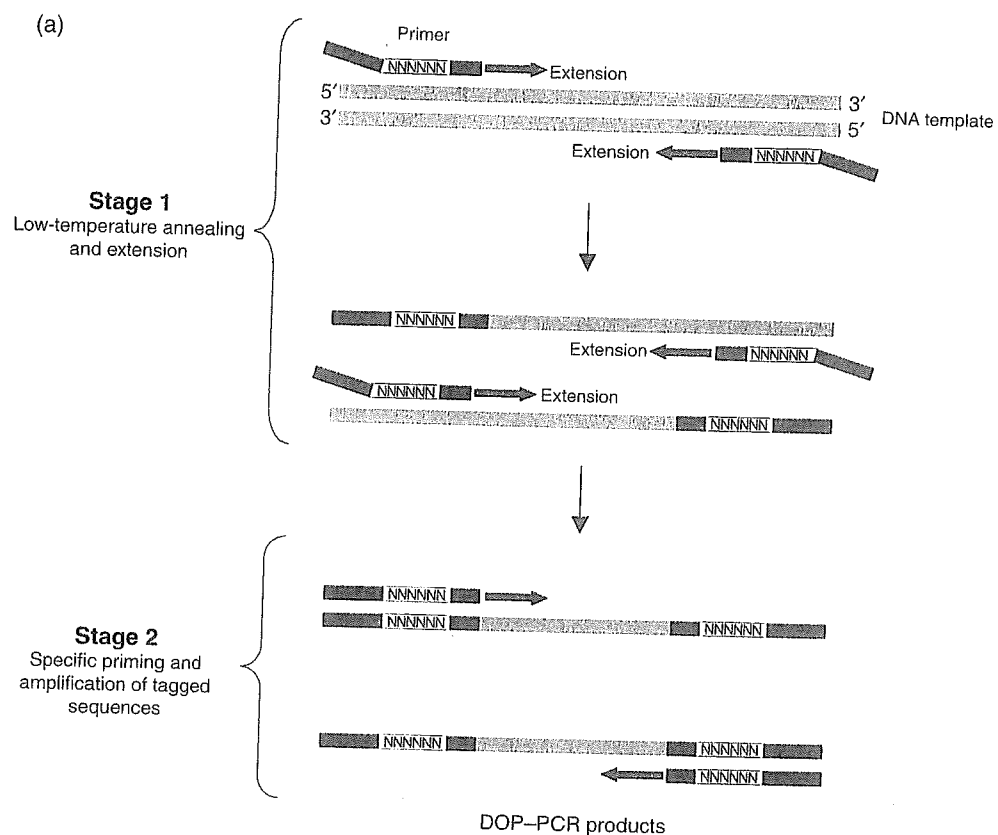 (a)
Primer
NNNNNN
Extension
5′
3′
3′
5′
DNA template
Extension
NNNNNN
Stage 1
Low-temperature annealing
and extension
NNNNNN
Extension
NNNNNN
NNNNNN
Extension
NNNNNN
Stage 2
Specific priming and
amplification of tagged
sequences
NNNNNN
NNNNNN
NNNNNN
NNNNNN
NNNNNN
NNNNNN
DOP–PCR products